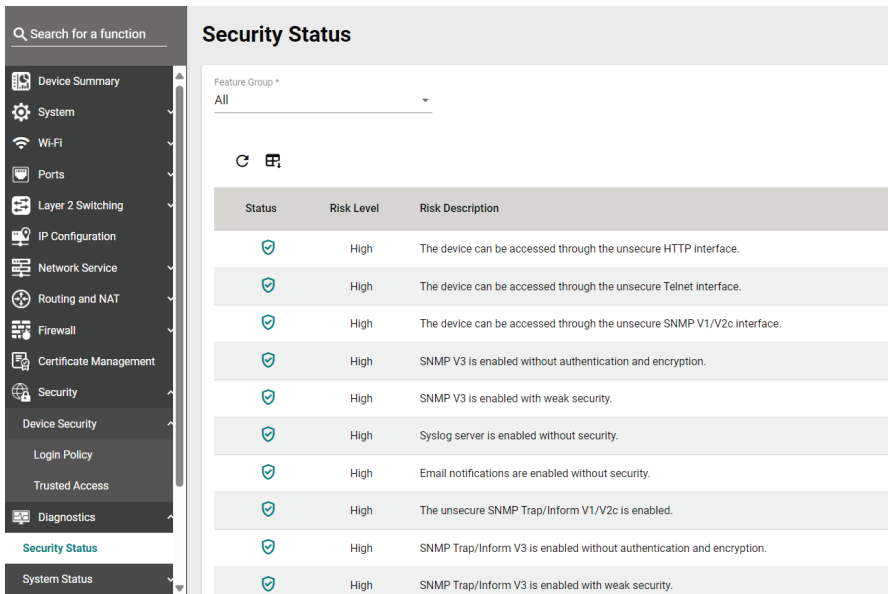 Search for a function
Device Summary
System
Wi-Fi
Ports
Layer 2 Switching
IP Configuration
Network Service
Routing and NAT
Firewall
Certificate Management
Security
Device Security
Login Policy
Trusted Access
Diagnostics
Security Status
System Status
Security Status
Feature Group *
All
Status Risk Level Risk Description
High The device can be accessed through the unsecure HTTP interface.
High The device can be accessed through the unsecure Telnet interface.
High The device can be accessed through the unsecure SNMP V1/V2c interface.
High SNMP V3 is enabled without authentication and encryption.
High SNMP V3 is enabled with weak security.
High Syslog server is enabled without security.
High Email notifications are enabled without security.
High The unsecure SNMP Trap/Inform V1/V2c is enabled.
High SNMP Trap/Inform V3 is enabled without authentication and encryption.
High SNMP Trap/Inform V3 is enabled with weak security.